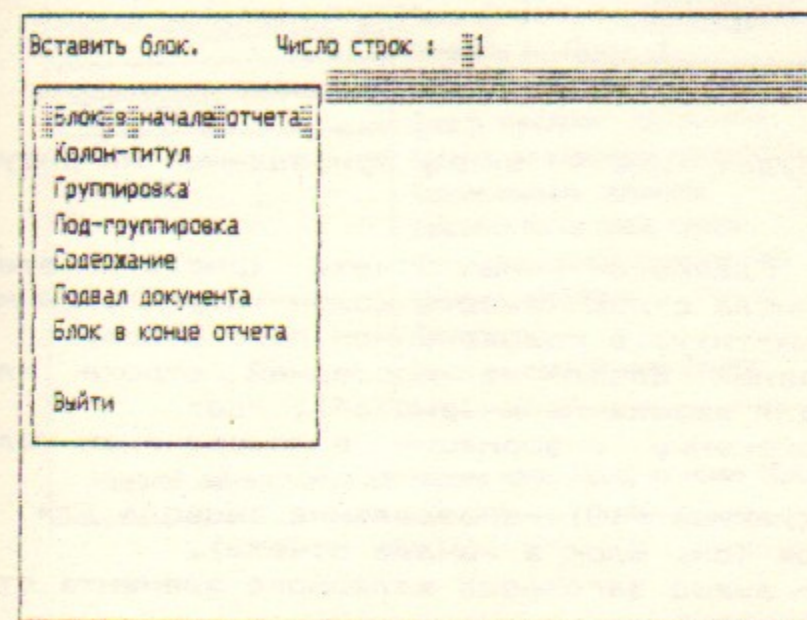 Вставить блок. Число строк : 1
Блок в начале отчета
Колон-титул
Группировка
Под-группировка
Содержание
Подвал документа
Блок в конце отчета
Выйти